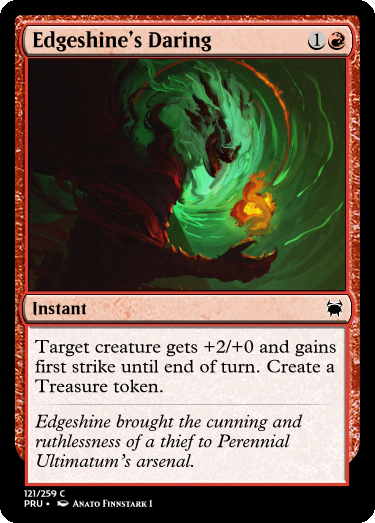 Edgeshine's Daring 1
Instant
Target creature gets +2/+0 and gains
first strike until end of turn. Create a
Treasure token.
Edgeshine brought the cunning and
ruthlessness of a thief to Perennial
Ultimatum's arsenal.
121/259 C
PRU • Anato Finnstark 1